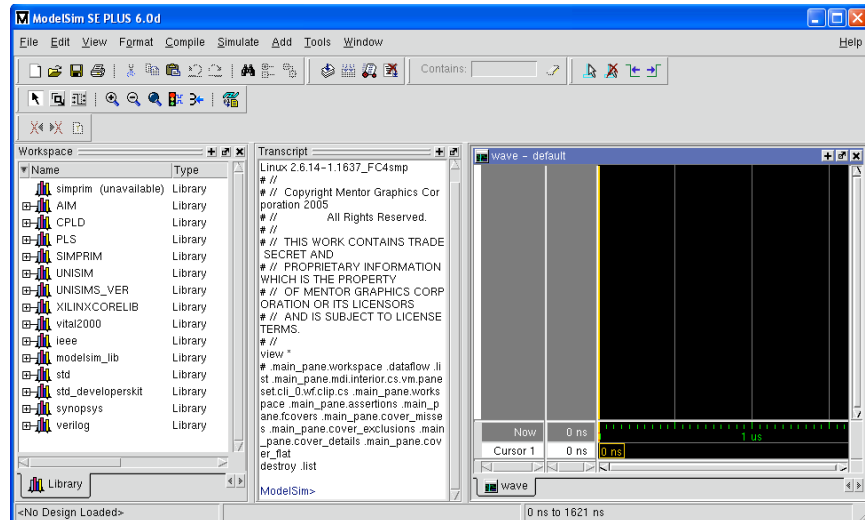 ModelSim SE PLUS 6.0d
File Edit View Format Compile Simulate Add Tools Window Help
Contains:
Workspace
Name Type
simprim (unavailable) Library
AIM Library
CPLD Library
PLS Library
SIMPRIM Library
UNISIM Library
UNISIMS_VER Library
XILINXCORELIB Library
vital2000 Library
ieee Library
modelsim_lib Library
std Library
std_developerskit Library
synopsys Library
verilog Library
Library
Transcript
Linux 2.6.14-1.1637_FC4smp
# //
# // Copyright Mentor Graphics Cor
poration 2005
# // All Rights Reserved.
# //
# // THIS WORK CONTAINS TRADE
SECRET AND
# // PROPRIETARY INFORMATION
WHICH IS THE PROPERTY
# // OF MENTOR GRAPHICS CORP
ORATION OR ITS LICENSORS
# // AND IS SUBJECT TO LICENSE
TERMS.
# //
view *
# .main_pane.workspace .dataflow .li
st .main_pane.mdi.interior.cs.vm.pane
set.cli_0.wf.clip.cs .main_pane.works
pace .main_pane.assertions .main_p
ane.fcovers .main_pane.cover_misse
s .main_pane.cover_exclusions .main
_pane.cover_details .main_pane.cov
er_flat
destroy .list
ModelSim>
wave - default
Now 0 ns 1 us
Cursor 1 0 ns 0 ns
wave
<No Design Loaded> 0 ns to 1621 ns